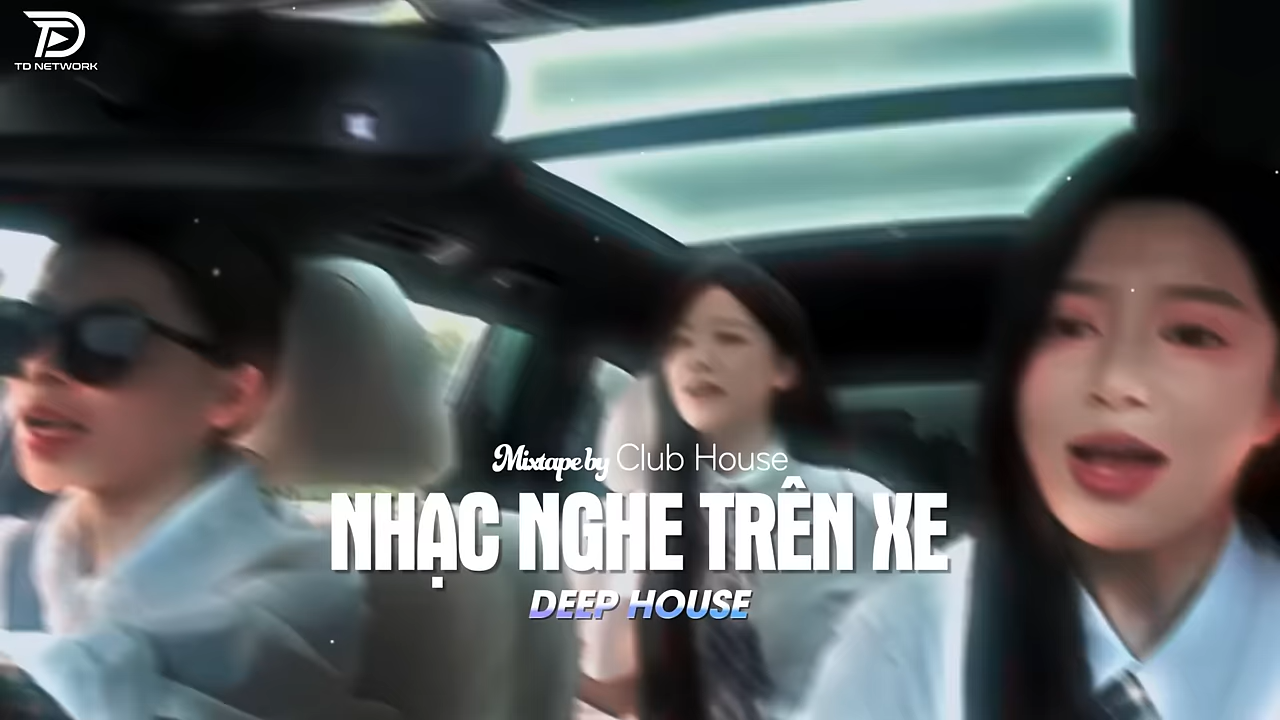 TD NETWORK
Mixtape by Club House
NHẠC NGHE TRÊN XE
DEEP HOUSE